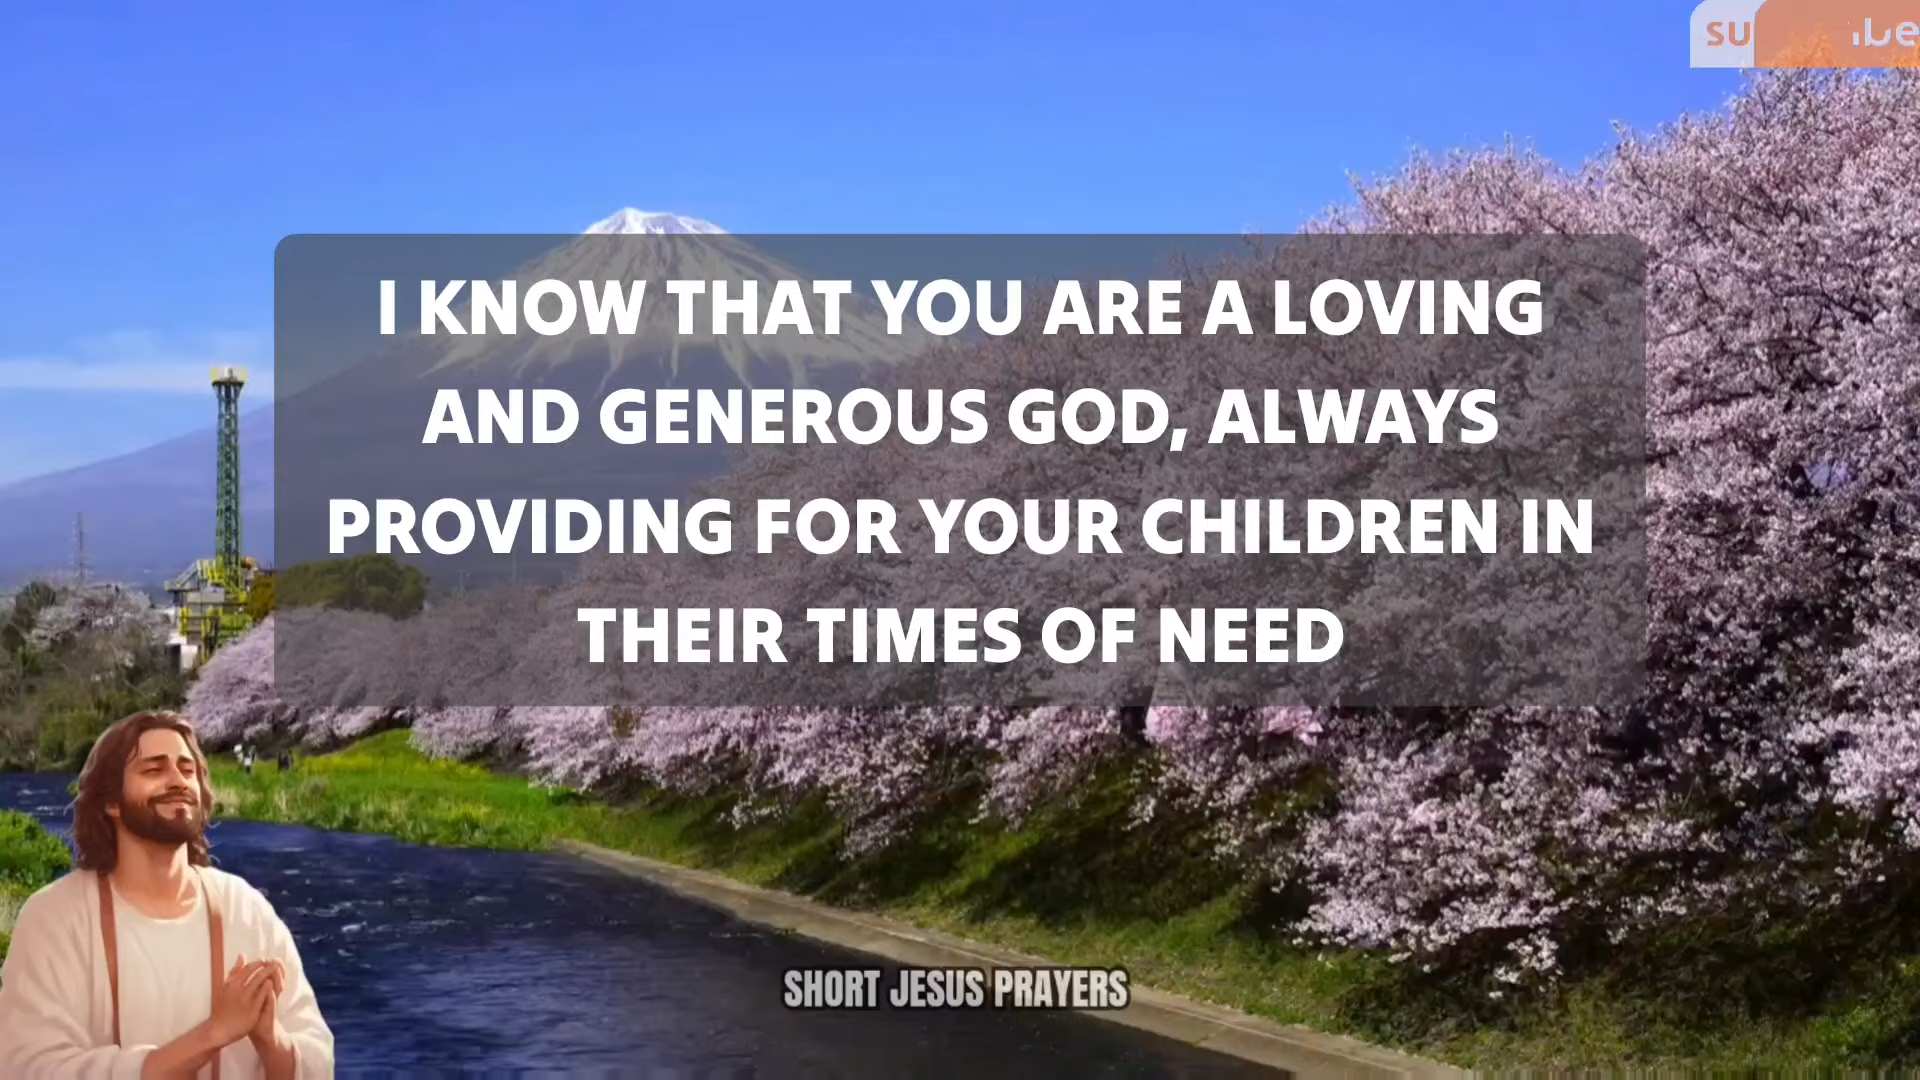 I KNOW THAT YOU ARE A LOVING
AND GENEROUS GOD, ALWAYS
PROVIDING FOR YOUR CHILDREN IN
THEIR TIMES OF NEED
SHORT JESUS PRAYERS